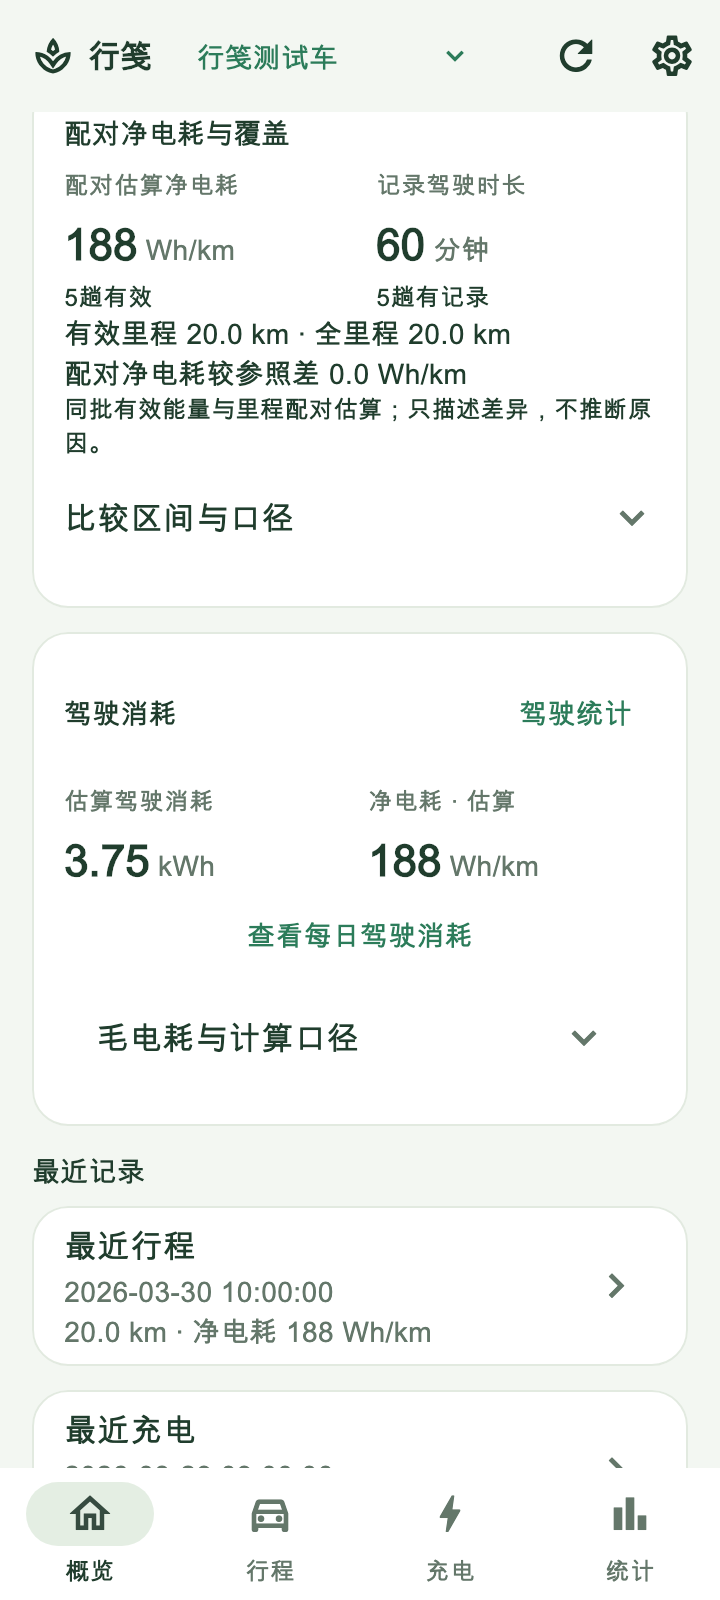 行笺 行笺测试车
配对净电耗与覆盖
配对估算净电耗 记录驾驶时长
188 Wh/km 60 分钟
5趟有效 5趟有记录
有效里程 20.0 km · 全里程 20.0 km
配对净电耗较参照差 0.0 Wh/km
同批有效能量与里程配对估算；只描述差异，不推断原
因。
比较区间与口径
驾驶消耗 驾驶统计
估算驾驶消耗 净电耗 · 估算
3.75 kWh 188 Wh/km
查看每日驾驶消耗
毛电耗与计算口径
最近记录
最近行程
2026-03-30 10:00:00
20.0 km · 净电耗 188 Wh/km
最近充电
概览 行程 充电 统计